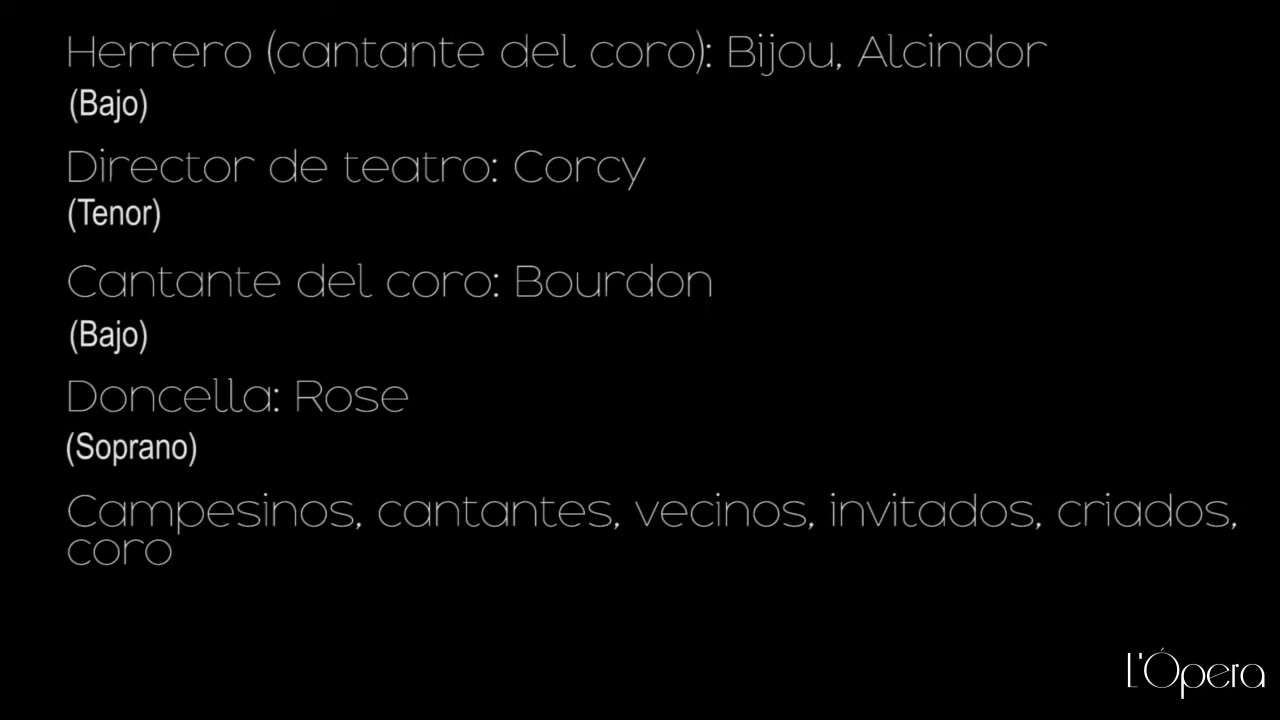 Herrero (cantante del coro): Bijou, Alcindor
(Bajo)
Director de teatro: Corcy
(Tenor)
Cantante del coro: Bourdon
(Bajo)
Doncella: Rose
(Soprano)
Campesinos, cantantes, vecinos, invitados, criados,
coro
L'Ópera